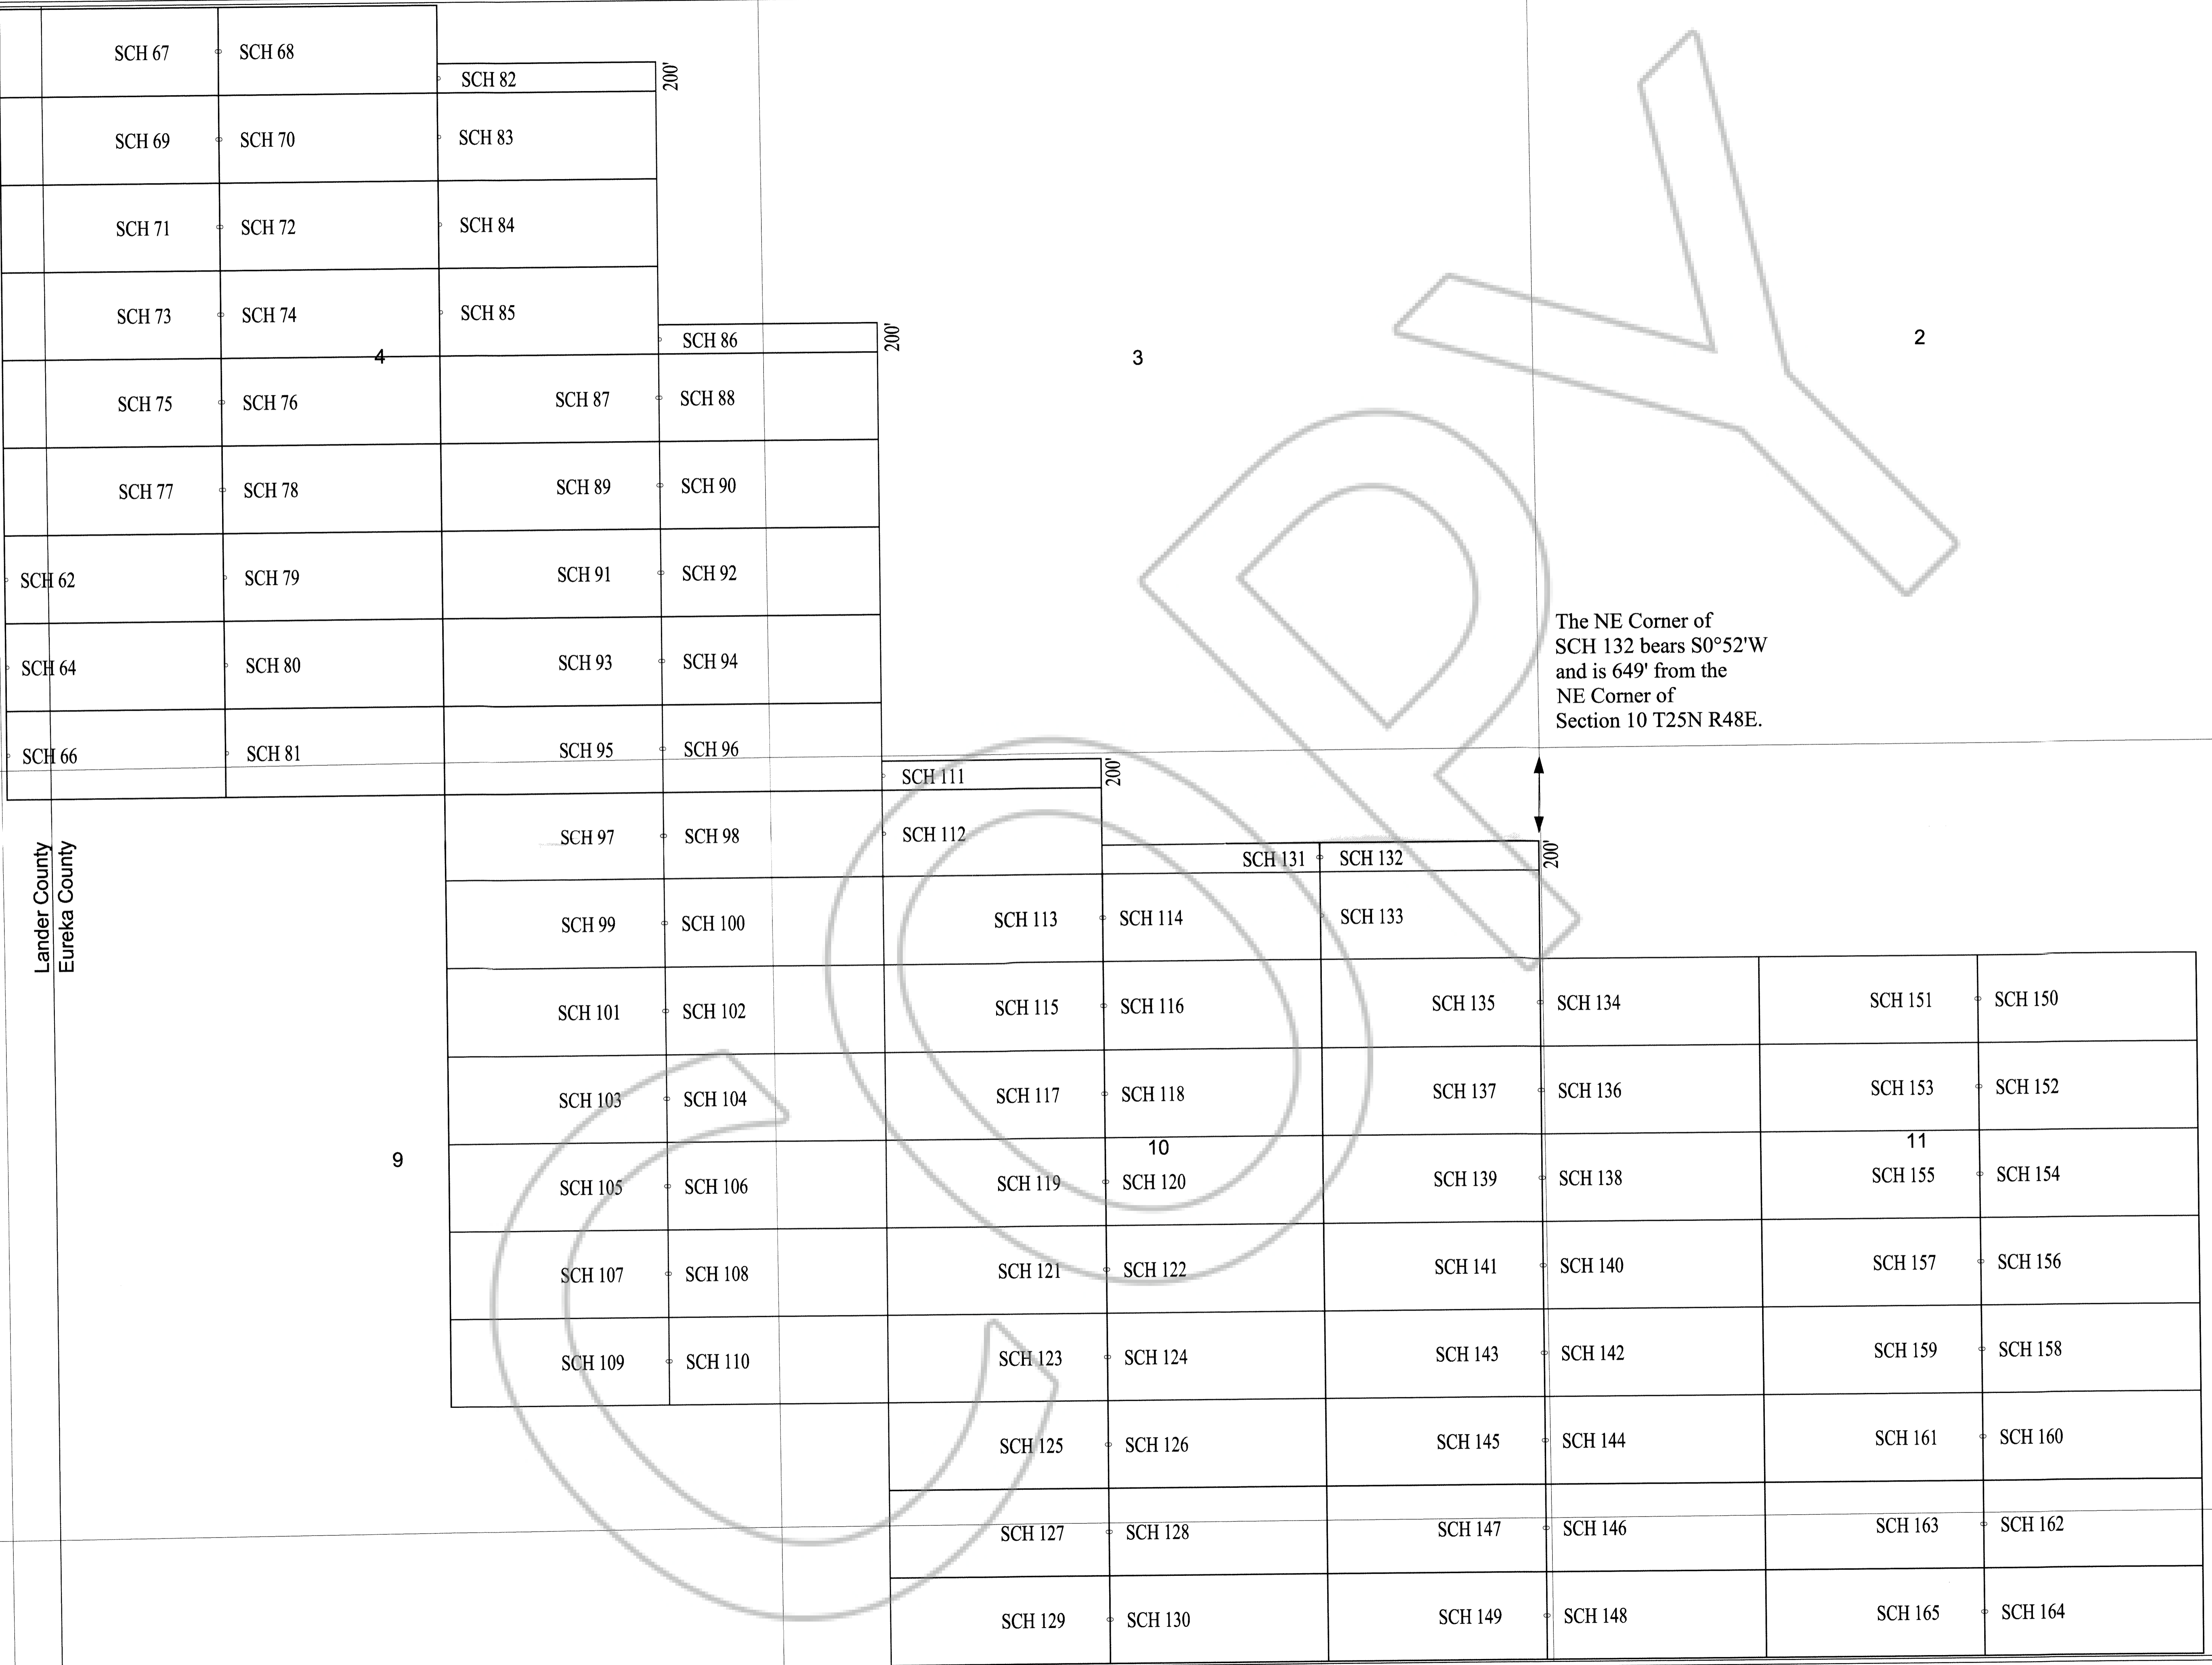 SCH 67 SCH 68
SCH 82 200'
SCH 69 SCH 70 SCH 83
SCH 71 SCH 72 SCH 84
SCH 73 SCH 74 SCH 85
SCH 86 200'
4 3 2
SCH 75 SCH 76 SCH 87 SCH 88
SCH 77 SCH 78 SCH 89 SCH 90
SCH 62 SCH 79 SCH 91 SCH 92
The NE Corner of
SCH 132 bears S0°52'W
and is 649' from the
NE Corner of
Section 10 T25N R48E.
SCH 64 SCH 80 SCH 93 SCH 94
SCH 66 SCH 81 SCH 95 SCH 96
SCH 111 200'
SCH 97 SCH 98 SCH 112
SCH 131 SCH 132 200'
Lander County
Eureka County
SCH 99 SCH 100 SCH 113 SCH 114 SCH 133
SCH 101 SCH 102 SCH 115 SCH 116 SCH 135 SCH 134 SCH 151 SCH 150
SCH 103 SCH 104 SCH 117 SCH 118 SCH 137 SCH 136 SCH 153 SCH 152
9 10 11
SCH 105 SCH 106 SCH 119 SCH 120 SCH 139 SCH 138 SCH 155 SCH 154
SCH 107 SCH 108 SCH 121 SCH 122 SCH 141 SCH 140 SCH 157 SCH 156
SCH 109 SCH 110 SCH 123 SCH 124 SCH 143 SCH 142 SCH 159 SCH 158
SCH 125 SCH 126 SCH 145 SCH 144 SCH 161 SCH 160
SCH 127 SCH 128 SCH 147 SCH 146 SCH 163 SCH 162
SCH 129 SCH 130 SCH 149 SCH 148 SCH 165 SCH 164
COPY